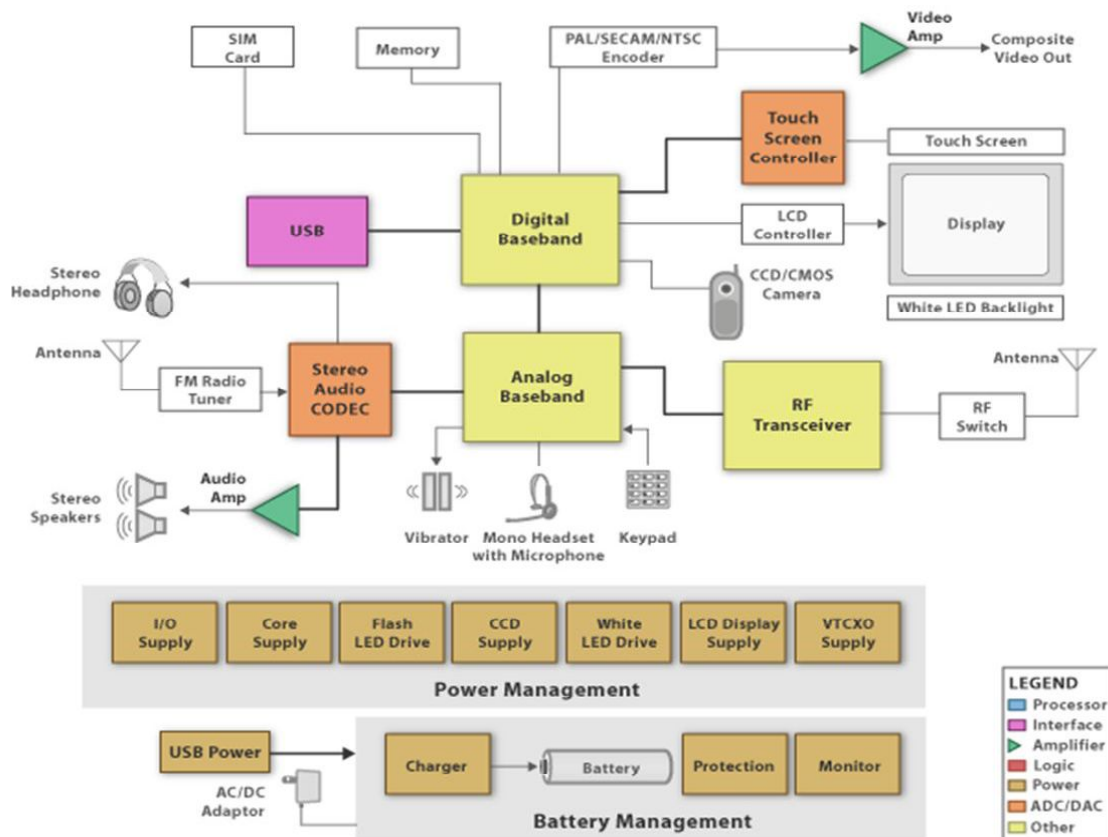 SIM
Card
Memory
PAL/SECAM/NTSC
Encoder
Video
Amp
Composite
Video Out
Touch
Screen
Controller
Touch Screen
USB
Digital
Baseband
LCD
Controller
Display
Stereo
Headphone
CCD/CMOS
Camera
White LED Backlight
Antenna
FM Radio
Tuner
Stereo
Audio
CODEC
Analog
Baseband
RF
Transceiver
RF
Switch
Antenna
Stereo
Speakers
Audio
Amp
Vibrator
Mono Headset
with Microphone
Keypad
I/O
Supply
Core
Supply
Flash
LED Drive
CCD
Supply
White
LED Drive
LCD Display
Supply
VTCXO
Supply
Power Management
USB Power
AC/DC
Adaptor
Charger
Battery
Protection
Monitor
Battery Management
LEGEND
Processor
Interface
Amplifier
Logic
Power
ADC/DAC
Other